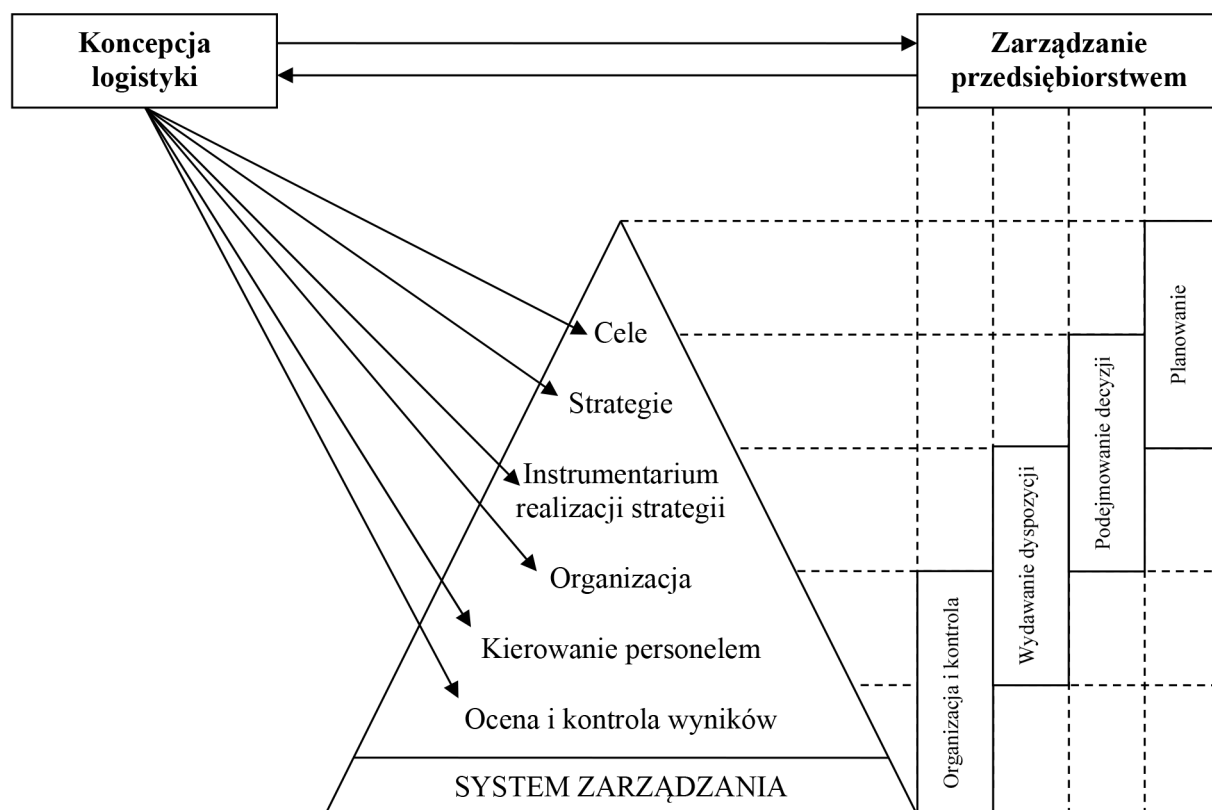 Koncepcja
logistyki
Zarządzanie
przedsiębiorstwem
Cele
Strategie
Instrumentarium
realizacji strategii
Organizacja
Kierowanie personelem
Ocena i kontrola wyników
SYSTEM ZARZĄDZANIA
Organizacja i kontrola
Wydawanie dyspozycji
Podejmowanie decyzji
Planowanie